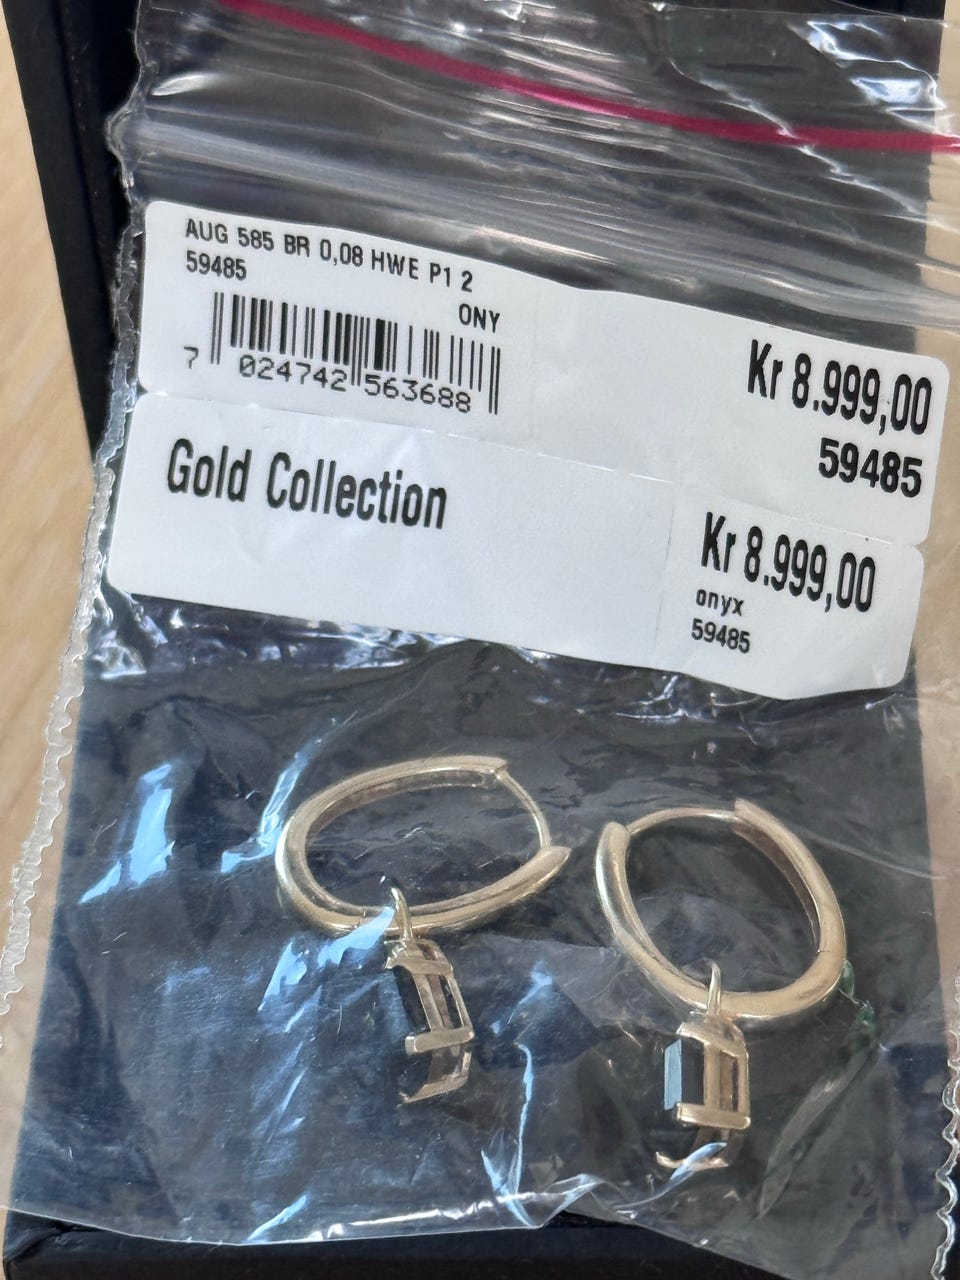 AUG 585 BR 0,08 HWE P1 2
59485
ONY
7 024742 563688
Kr 8.999,00
59485
Gold Collection
Kr 8.999,00
onyx
59485